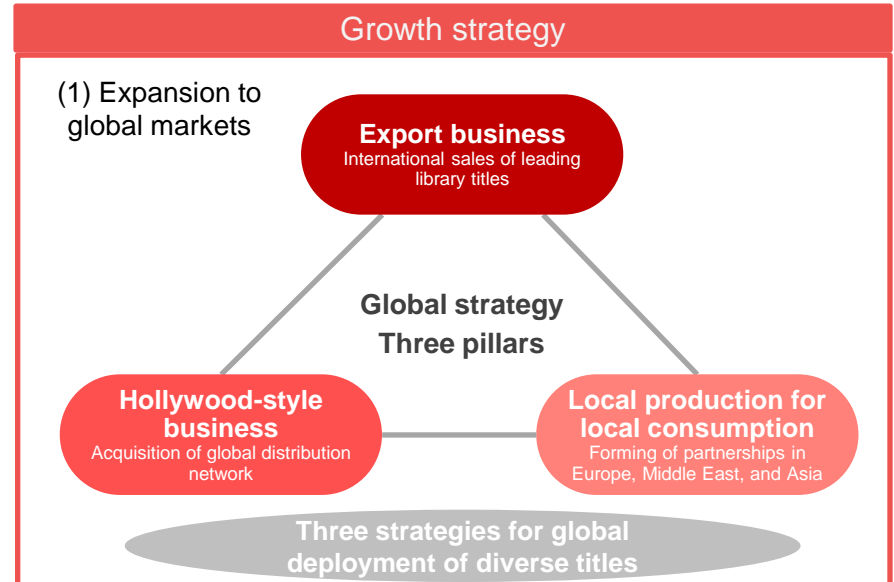 Growth strategy
(1) Expansion to
global markets
Export business
International sales of leading
library titles
Global strategy
Three pillars
Hollywood-style
business
Acquisition of global distribution
network
Local production for
local consumption
Forming of partnerships in
Europe, Middle East, and Asia
Three strategies for global
deployment of diverse titles